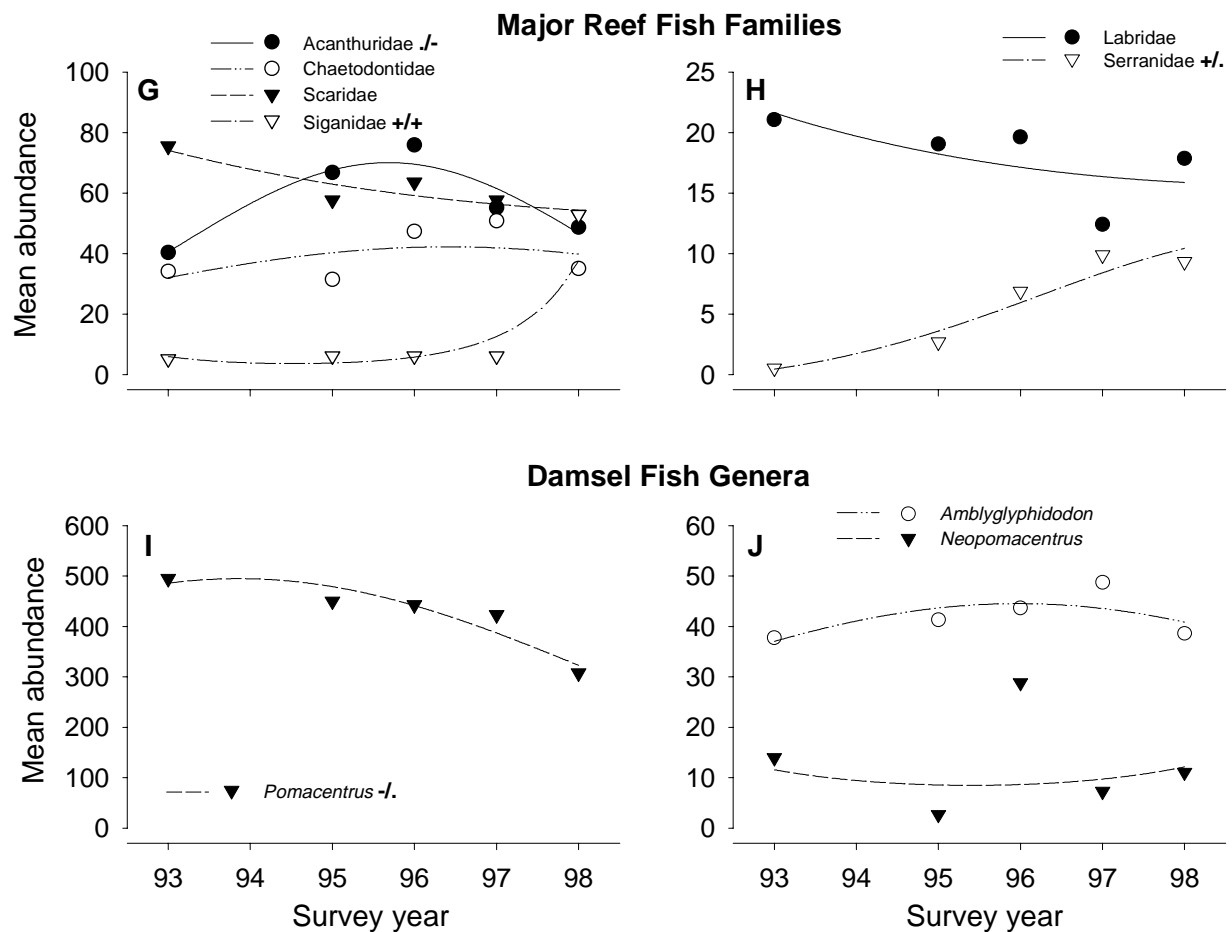 Major Reef Fish Families
Acanthuridae ./-
Chaetodontidae
Scaridae
Siganidae +/+
G
100
80
60
40
20
0
Mean abundance
Labridae
Serranidae +/.
H
25
20
15
10
5
0
Damsel Fish Genera
I
600
500
400
300
200
100
0
Mean abundance
Pomacentrus -/.
93 94 95 96 97 98
Survey year
Amblyglyphidodon
Neopomacentrus
J
60
50
40
30
20
10
0
93 94 95 96 97 98
Survey year